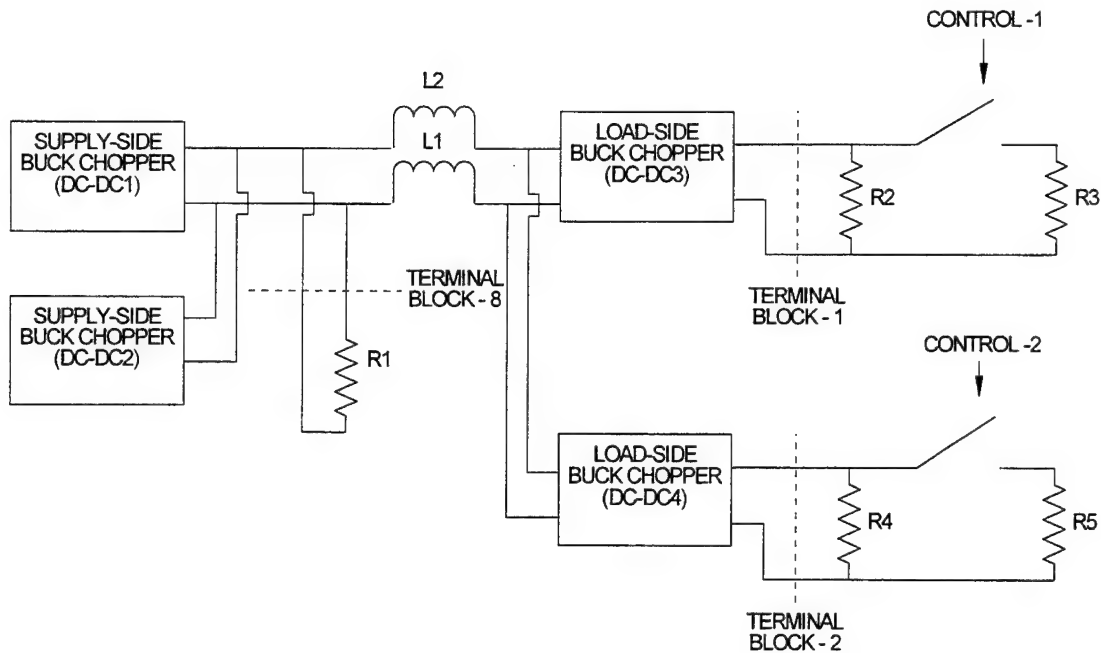 CONTROL -1
L2
L1
SUPPLY-SIDE
BUCK CHOPPER
(DC-DC1)
LOAD-SIDE
BUCK CHOPPER
(DC-DC3)
R2
R3
TERMINAL
BLOCK - 8
TERMINAL
BLOCK - 1
SUPPLY-SIDE
BUCK CHOPPER
(DC-DC2)
R1
CONTROL -2
LOAD-SIDE
BUCK CHOPPER
(DC-DC4)
R4
R5
TERMINAL
BLOCK - 2